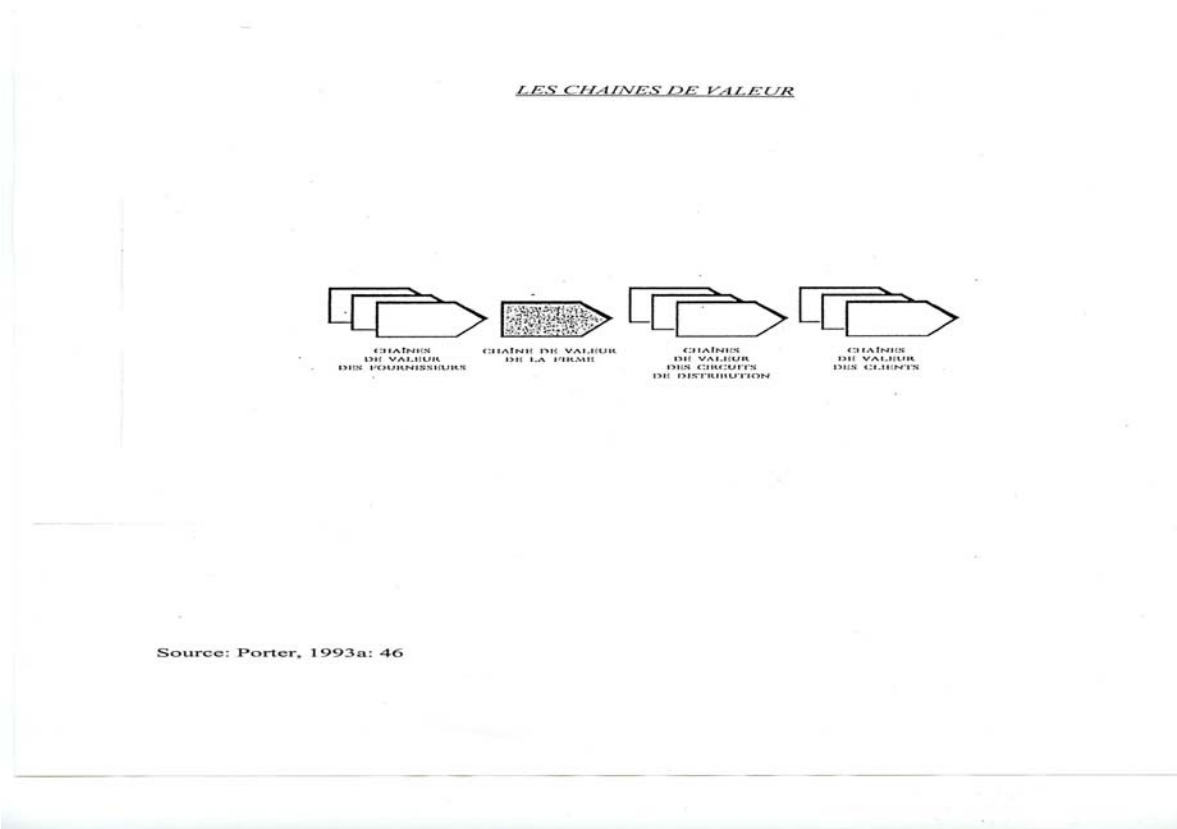 LES CHAINES DE VALEUR
CHAÎNES
DE VALEUR
DES FOURNISSEURS
CHAÎNE DE VALEUR
DE LA FIRME
CHAÎNES
DE VALEUR
DES CIRCUITS
DE DISTRIBUTION
CHAÎNES
DE VALEUR
DES CLIENTS
Source: Porter, 1993a: 46